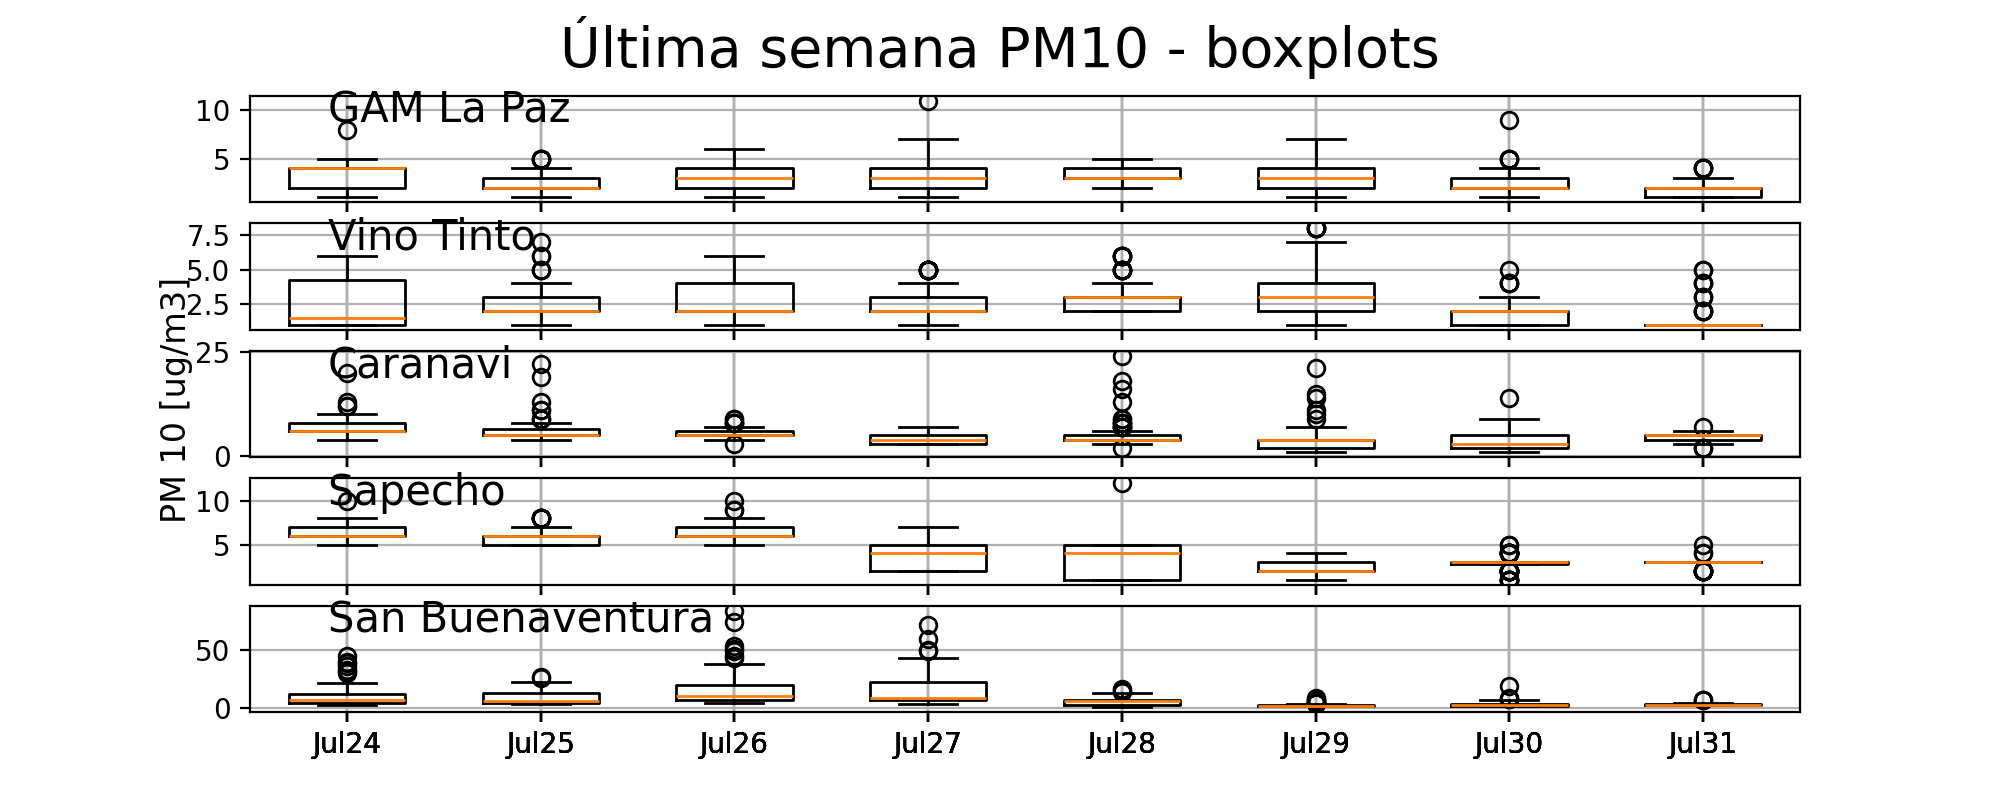 Última semana PM10 - boxplots
GAM La Paz
10
5
Vino Tinto
7.5
5.0
2.5
PM 10 [ug/m3]
Caranavi
25
0
Sapecho
10
5
San Buenaventura
50
0
Jul24 Jul25 Jul26 Jul27 Jul28 Jul29 Jul30 Jul31